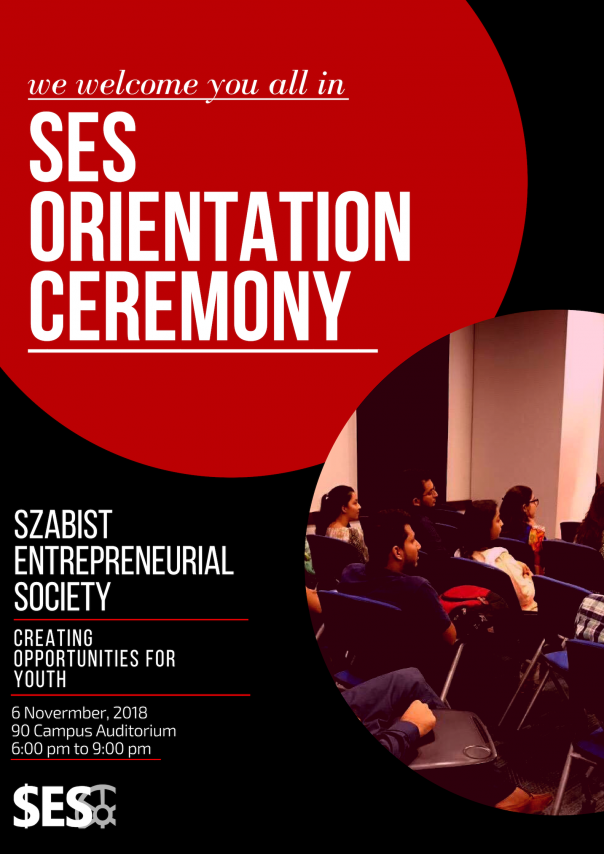 we welcome you all in
SES
ORIENTATION
CEREMONY
SZABIST
ENTREPRENEURIAL
SOCIETY
CREATING
OPPORTUNITIES FOR
YOUTH
6 Novermber, 2018
90 Campus Auditorium
6:00 pm to 9:00 pm
$ES